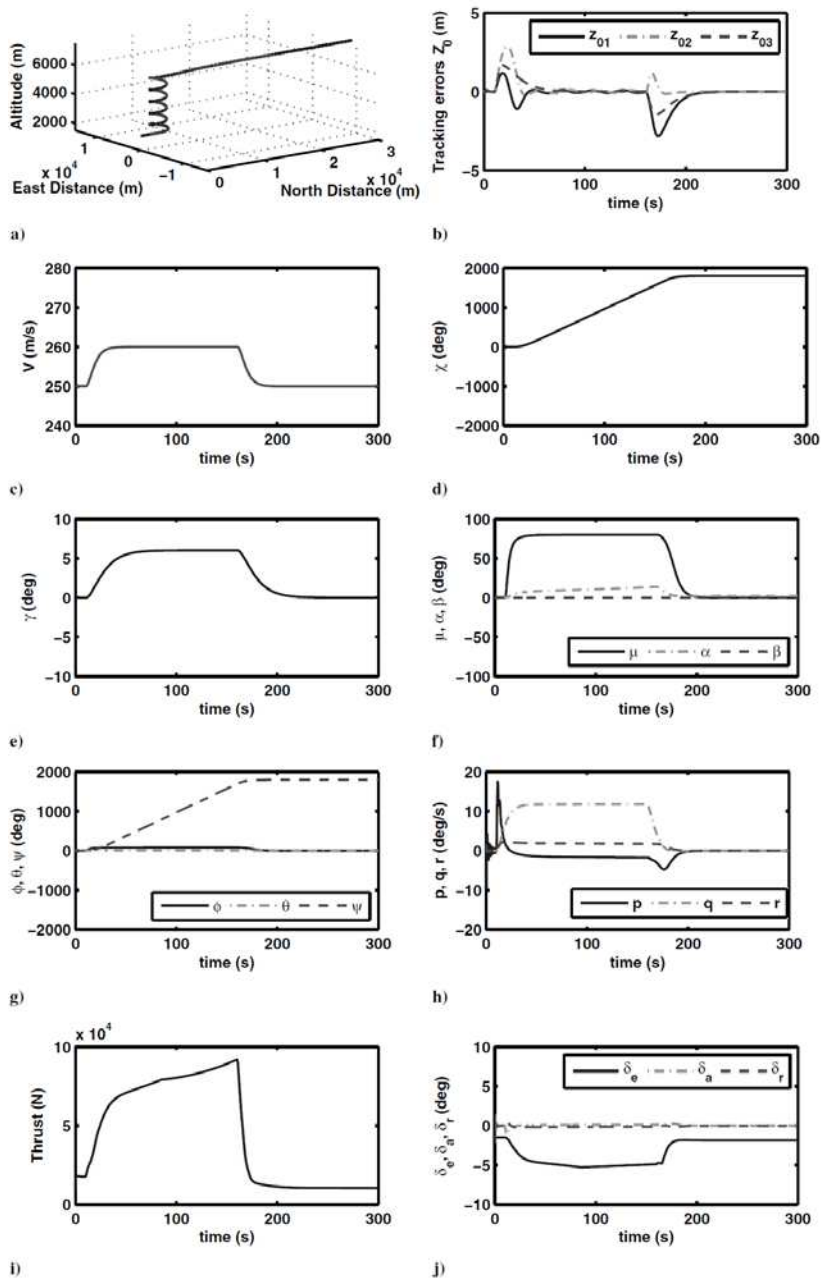 Altitude (m)
6000
4000
2000
1
0
−1
x 10⁴
East Distance (m)
0
1
2
3
x 10⁴
North Distance (m)
a)
Tracking errors Z₀ (m)
5
0
−5
z₀₁ z₀₂ z₀₃
0 100 200 300
time (s)
b)
V (m/s)
280
270
260
250
240
0 100 200 300
time (s)
c)
χ (deg)
2000
1000
0
−1000
−2000
0 100 200 300
time (s)
d)
γ (deg)
10
5
0
−5
−10
0 100 200 300
time (s)
e)
μ, α, β (deg)
100
50
0
−50
−100
μ α β
0 100 200 300
time (s)
f)
ϕ, θ, ψ (deg)
2000
1000
0
−1000
−2000
ϕ θ ψ
0 100 200 300
time (s)
g)
p, q, r (deg/s)
20
10
0
−10
−20
p q r
0 100 200 300
time (s)
h)
x 10⁴
Thrust (N)
10
5
0
0 100 200 300
time (s)
i)
δₑ, δₐ, δᵣ (deg)
10
5
0
−5
−10
δₑ δₐ δᵣ
0 100 200 300
time (s)
j)